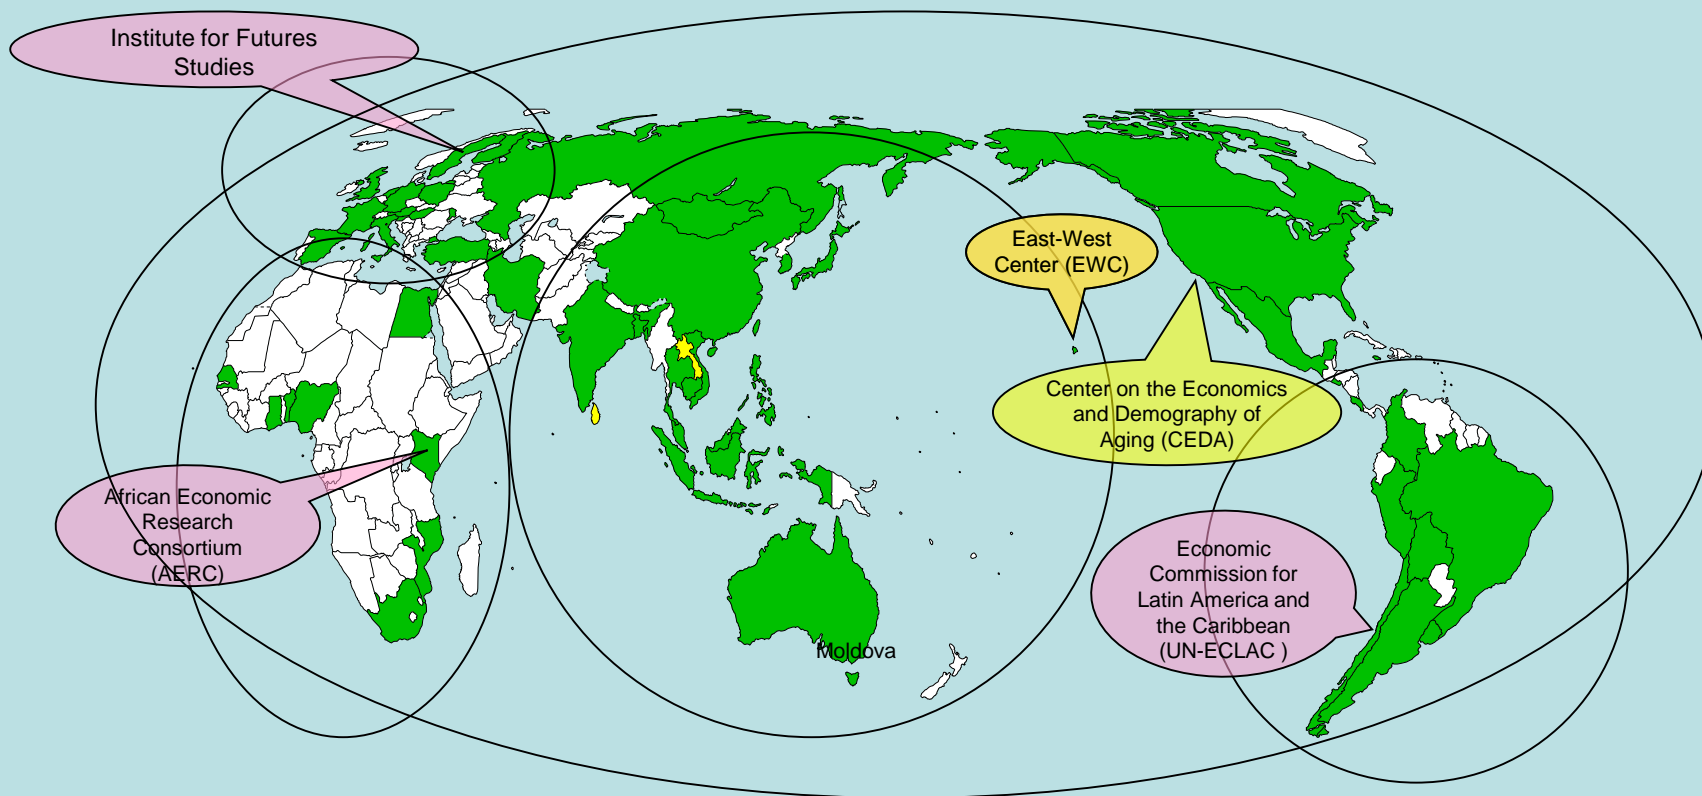 Institute for Futures
Studies
East-West
Center (EWC)
Center on the Economics
and Demography of
Aging (CEDA)
African Economic
Research
Consortium
(AERC)
Economic
Commission for
Latin America and
the Caribbean
(UN-ECLAC )
Moldova